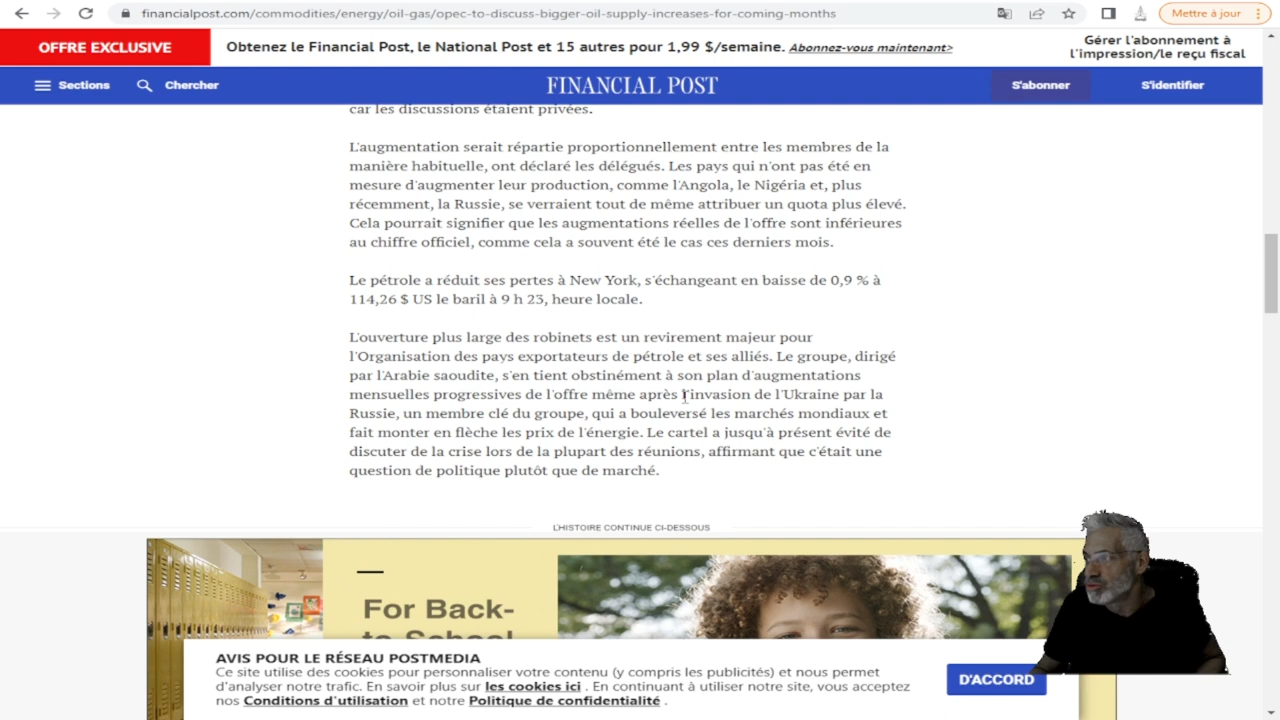 financialpost.com/commodities/energy/oil-gas/opec-to-discuss-bigger-oil-supply-increases-for-coming-months
Mettre à jour
OFFRE EXCLUSIVE
Obtenez le Financial Post, le National Post et 15 autres pour 1,99 $/semaine. Abonnez-vous maintenant>
Gérer l'abonnement à
l'impression/le reçu fiscal
Sections
Chercher
FINANCIAL POST
S'abonner
S'identifier
car les discussions étaient privées.
L'augmentation serait répartie proportionnellement entre les membres de la
manière habituelle, ont déclaré les délégués. Les pays qui n'ont pas été en
mesure d'augmenter leur production, comme l'Angola, le Nigéria et, plus
récemment, la Russie, se verraient tout de même attribuer un quota plus élevé.
Cela pourrait signifier que les augmentations réelles de l'offre sont inférieures
au chiffre officiel, comme cela a souvent été le cas ces derniers mois.
Le pétrole a réduit ses pertes à New York, s'échangeant en baisse de 0,9 % à
114,26 $ US le baril à 9 h 23, heure locale.
L'ouverture plus large des robinets est un revirement majeur pour
l'Organisation des pays exportateurs de pétrole et ses alliés. Le groupe, dirigé
par l'Arabie saoudite, s'en tient obstinément à son plan d'augmentations
mensuelles progressives de l'offre même après l'invasion de l'Ukraine par la
Russie, un membre clé du groupe, qui a bouleversé les marchés mondiaux et
fait monter en flèche les prix de l'énergie. Le cartel a jusqu'à présent évité de
discuter de la crise lors de la plupart des réunions, affirmant que c'était une
question de politique plutôt que de marché.
L'HISTOIRE CONTINUE CI-DESSOUS
For Back-
to-School
AVIS POUR LE RÉSEAU POSTMEDIA
Ce site utilise des cookies pour personnaliser votre contenu (y compris les publicités) et nous permet
d'analyser notre trafic. En savoir plus sur les cookies ici . En continuant à utiliser notre site, vous acceptez
nos Conditions d'utilisation et notre Politique de confidentialité .
D'ACCORD